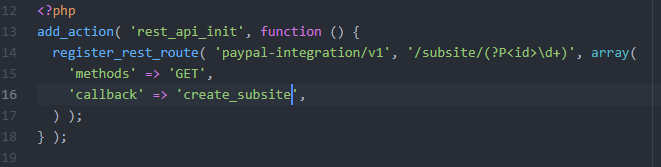 12 <?php
13 add_action( 'rest_api_init', function () {
14   register_rest_route( 'paypal-integration/v1', '/subsite/(?P<id>\d+)', array(
15     'methods' => 'GET',
16     'callback' => 'create_subsite',
17   ) );
18 } );
19